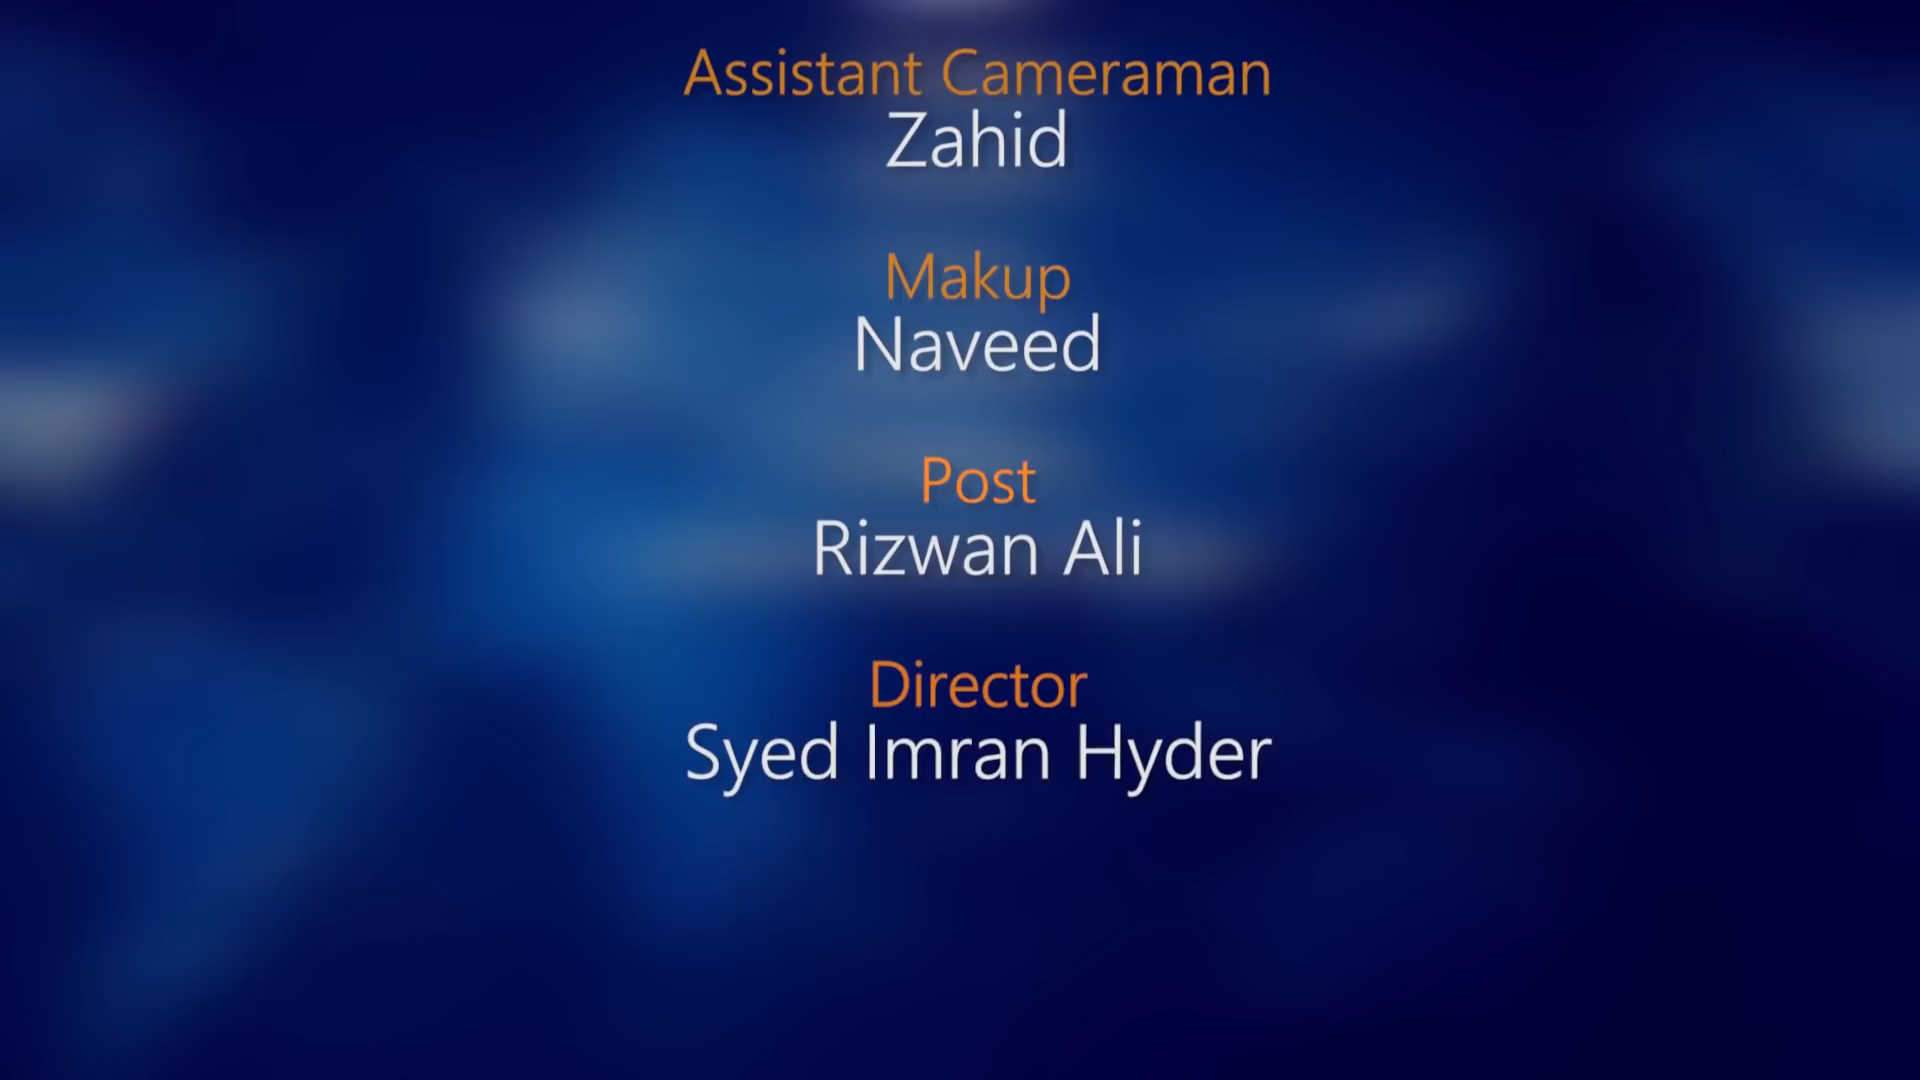 Assistant Cameraman
Zahid
Makup
Naveed
Post
Rizwan Ali
Director
Syed Imran Hyder